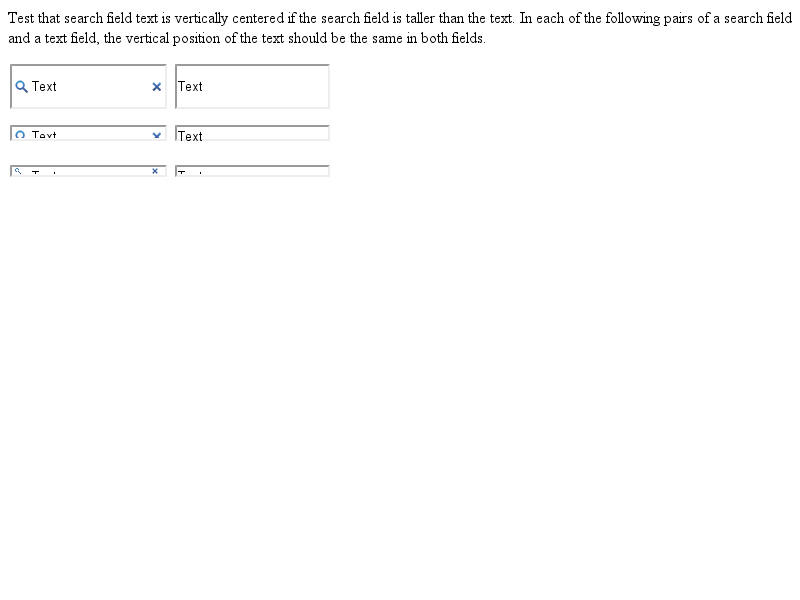 Test that search field text is vertically centered if the search field is taller than the text. In each of the following pairs of a search field
and a text field, the vertical position of the text should be the same in both fields.
Text Text
Text Text